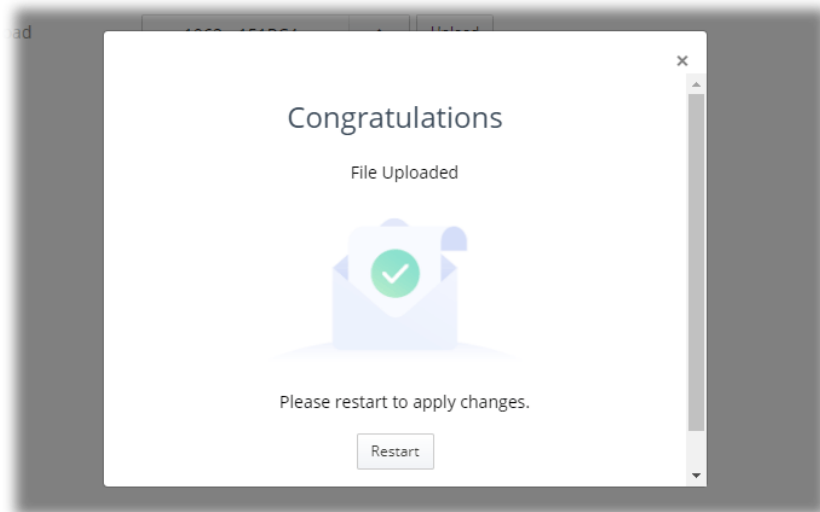 ×
Congratulations
File Uploaded
Please restart to apply changes.
Restart